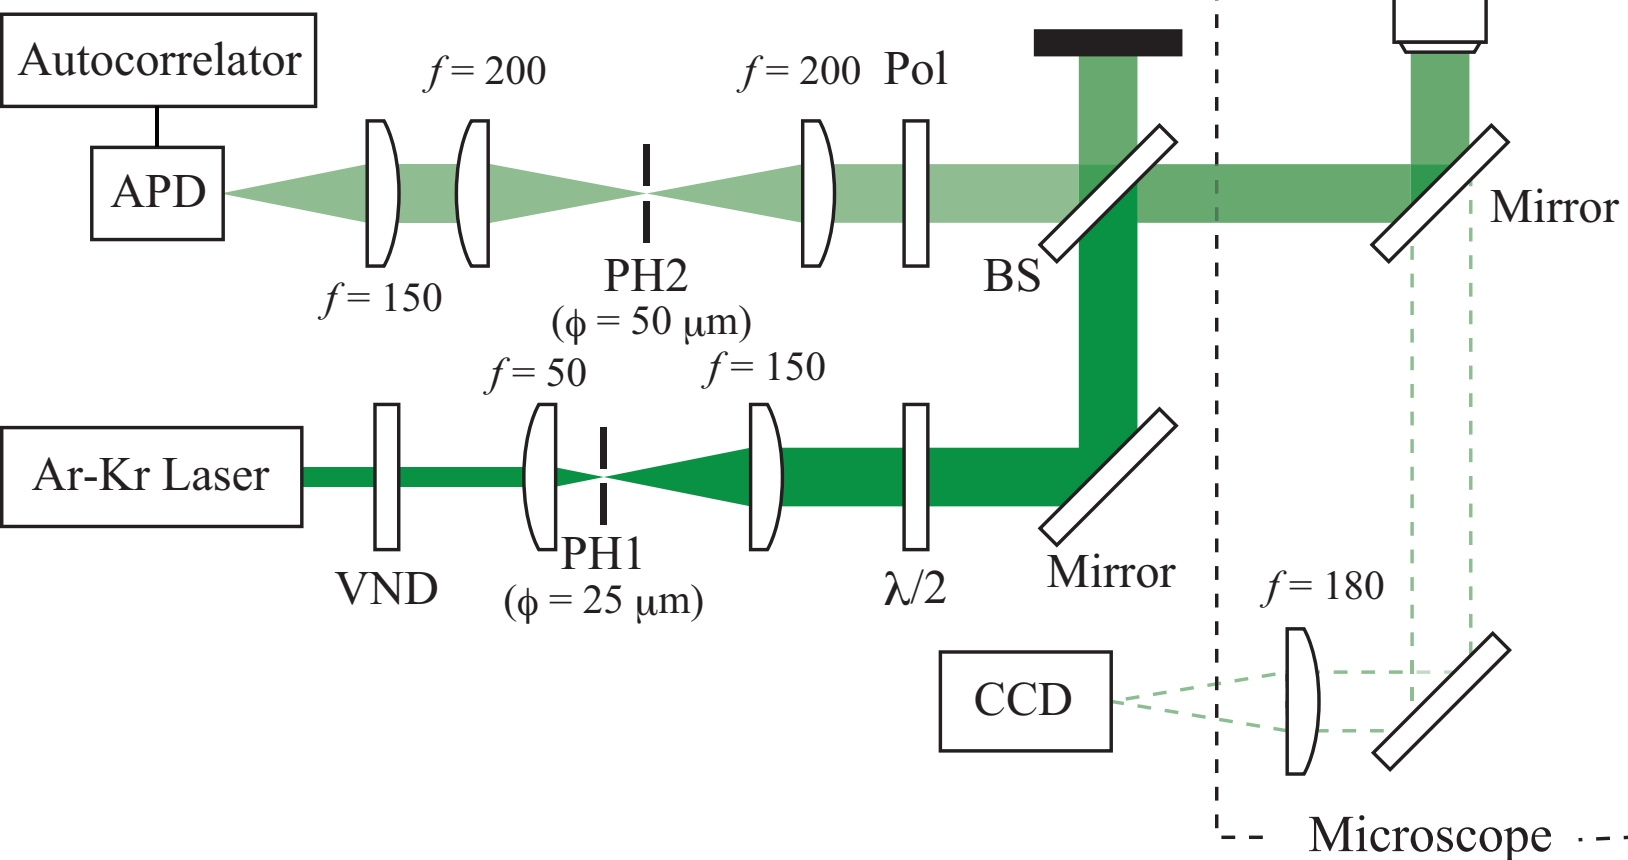 Autocorrelator
f = 200
f = 200
Pol
APD
Mirror
BS
PH2
f = 150
(ϕ = 50 μm)
f = 50
f = 150
Ar-Kr Laser
PH1
Mirror
VND
λ/2
f = 180
(ϕ = 25 μm)
CCD
Microscope